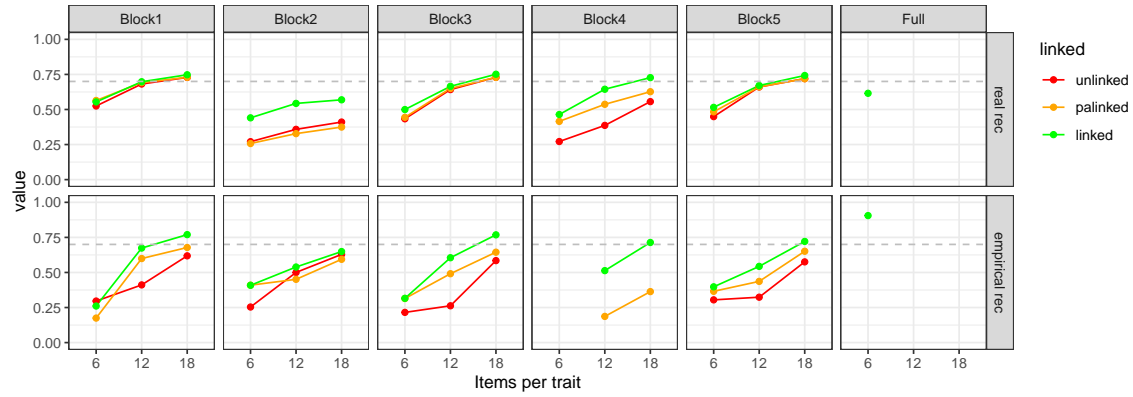 Block1 Block2 Block3 Block4 Block5 Full
1.00
0.75
0.50
0.25
0.00
real rec
1.00
0.75
0.50
0.25
0.00
empirical rec
value
6 12 18 6 12 18 6 12 18 6 12 18 6 12 18 6 12 18
Items per trait
linked
unlinked
palinked
linked